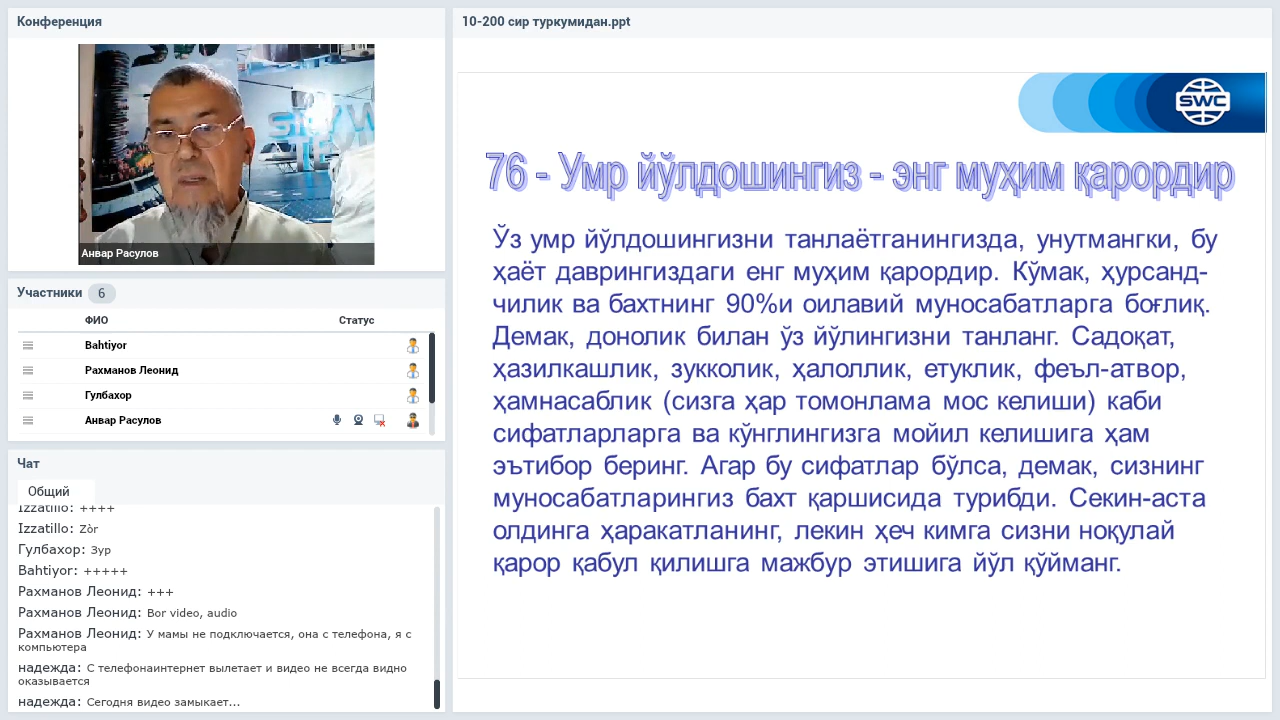 Конференция
Анвар Расулов
Участники 6
ФИО Статус
Bahtiyor
Рахманов Леонид
Гулбахор
Анвар Расулов
Чат
Общий
Izzatillo: ++++
Izzatillo: Zòr
Гулбахор: Зур
Bahtiyor: +++++
Рахманов Леонид: +++
Рахманов Леонид: Bor video, audio
Рахманов Леонид: У мамы не подключается, она с телефона, я с
компьютера
надежда: С телефонаинтернет вылетает и видео не всегда видно
оказывается
надежда: Сегодня видео замыкает...
10-200 сир туркумидан.ppt
SWC
76 - Умр йўлдошингиз - энг муҳим қарордир
Ўз умр йўлдошингизни танлаётганингизда, унутмангки, бу
ҳаёт даврингиздаги енг муҳим қарордир. Кўмак, ҳурсанд-
чилик ва бахтнинг 90%и оилавий муносабатларга боғлиқ.
Демак, донолик билан ўз йўлингизни танланг. Садоқат,
ҳазилкашлик, зукколик, ҳалоллик, етуклик, феъл-атвор,
ҳамнасаблик (сизга ҳар томонлама мос келиши) каби
сифатларларга ва кўнглингизга мойил келишига ҳам
эътибор беринг. Агар бу сифатлар бўлса, демак, сизнинг
муносабатларингиз бахт қаршисида турибди. Секин-аста
олдинга ҳаракатланинг, лекин ҳеч кимга сизни ноқулай
қарор қабул қилишга мажбур этишига йўл қўйманг.